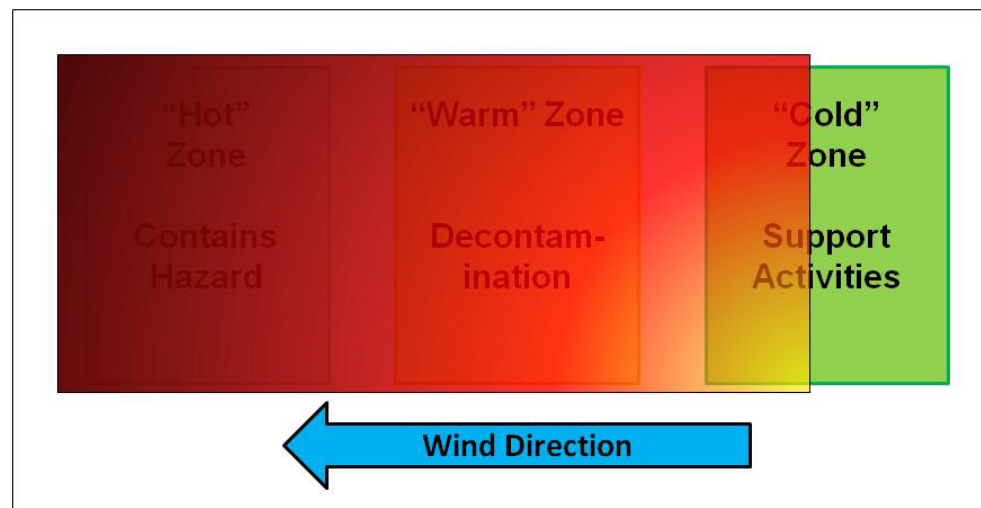 “Hot”
Zone
Contains
Hazard
“Warm” Zone
Decontam-
ination
“Cold”
Zone
Support
Activities
Wind Direction